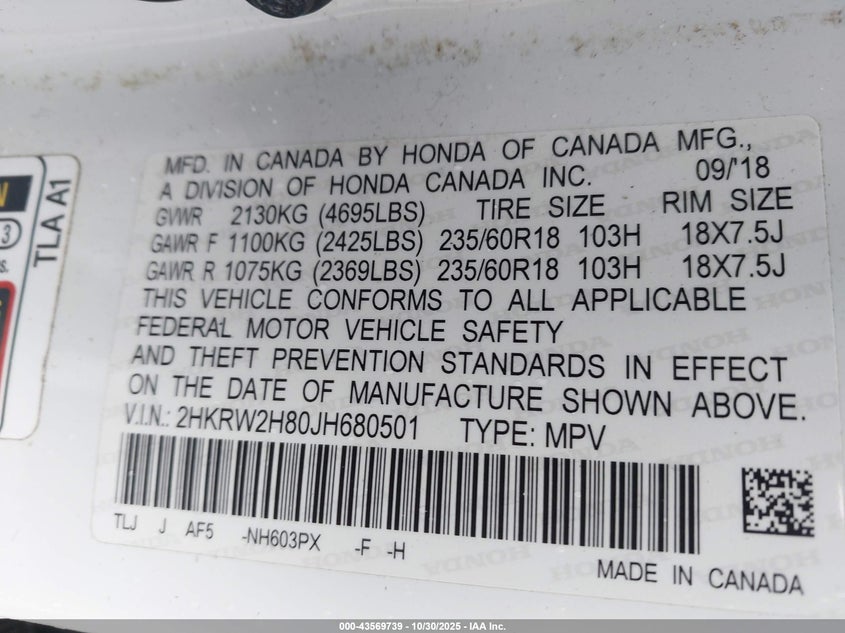 MFD. IN CANADA BY HONDA OF CANADA MFG.,
A DIVISION OF HONDA CANADA INC. 09/'18
GVWR 2130KG (4695LBS) TIRE SIZE RIM SIZE
GAWR F 1100KG (2425LBS) 235/60R18 103H 18X7.5J
GAWR R 1075KG (2369LBS) 235/60R18 103H 18X7.5J
THIS VEHICLE CONFORMS TO ALL APPLICABLE
FEDERAL MOTOR VEHICLE SAFETY
AND THEFT PREVENTION STANDARDS IN EFFECT
ON THE DATE OF MANUFACTURE SHOWN ABOVE.
V.I.N.: 2HKRW2H80JH680501 TYPE: MPV
TLJ J AF5 -NH603PX -F -H
MADE IN CANADA
TLA A1
3
000-43569739 - 10/30/2025 - IAA Inc.